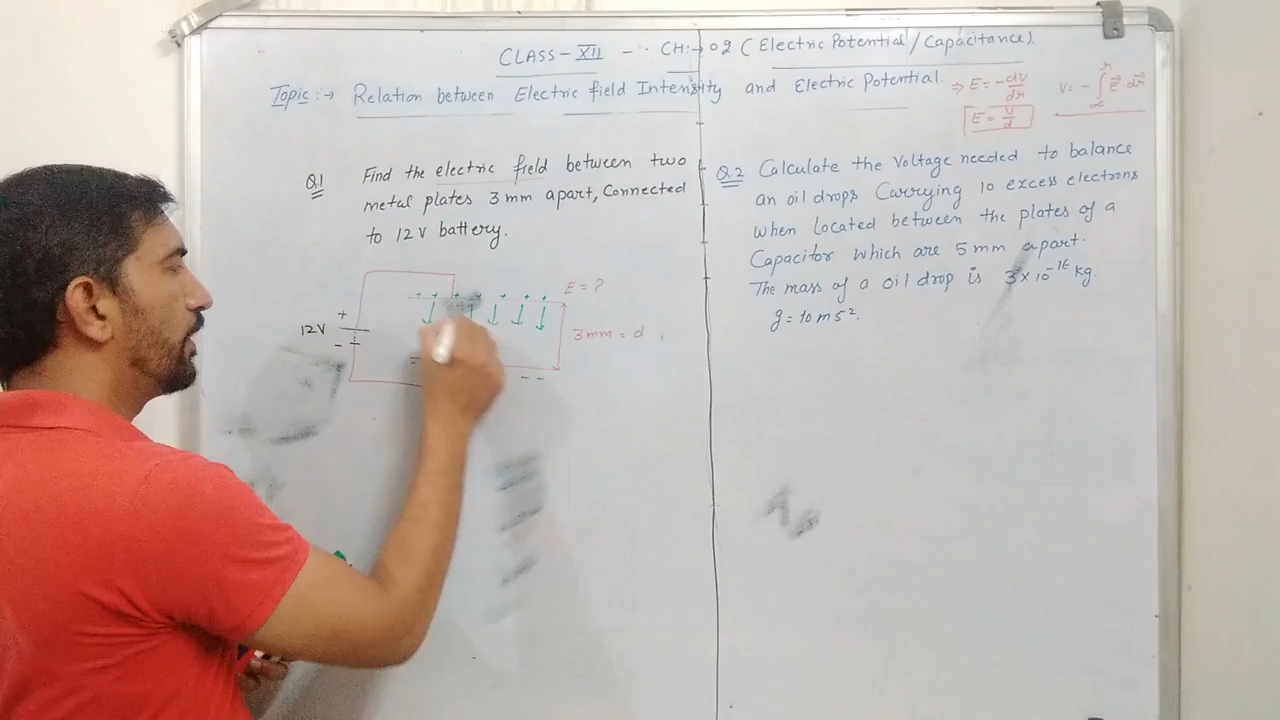 CLASS-XII -: CH:→ 02 (Electric Potential/Capacitance).
Topic:→ Relation between Electric field Intensity and Electric Potential. ⇒ E = -dv/dr V = - ∫ E⃗·dr⃗
E = V/d
Q.1 Find the electric field between two
metal plates 3 mm apart, Connected
to 12 V battery.
E = ?
+ 12V -
3mm = d
Q.2 Calculate the Voltage needed to balance
an oil drops Carrying 10 excess electrons
when located between the plates of a
Capacitor which are 5 mm apart.
The mass of a oil drop is 3×10⁻¹⁶ kg.
g = 10 m s².